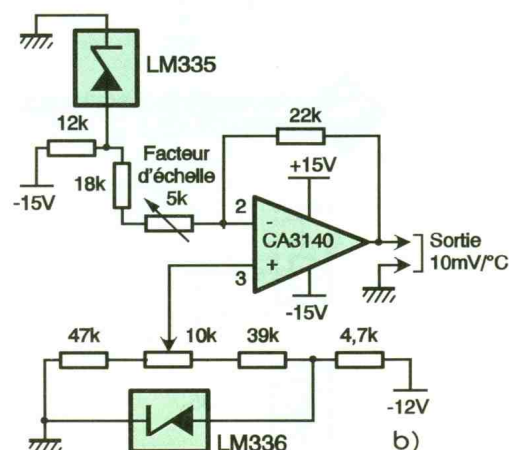 LM335
12k
-15V
18k
Facteur
d'échelle
5k
22k
+15V
2
-
CA3140
+
3
-15V
Sortie
10mV/°C
47k
10k
39k
4,7k
-12V
LM336
b)